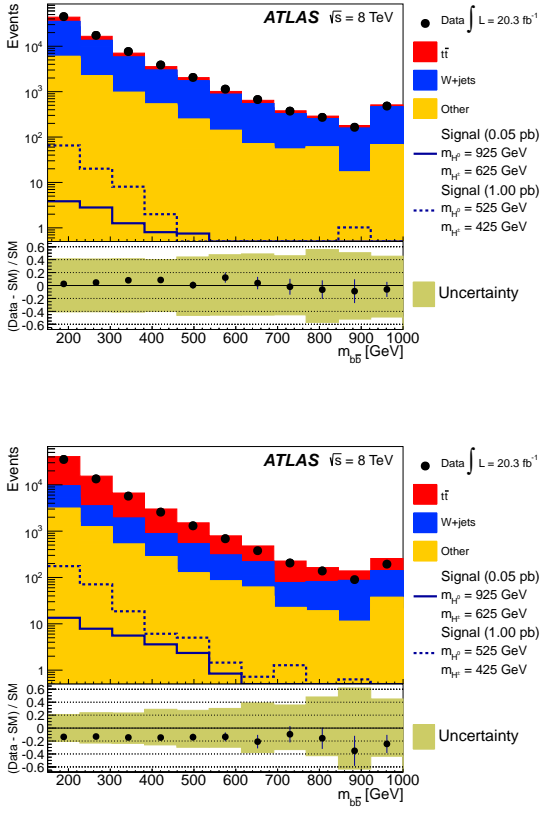 ATLAS √s = 8 TeV
Events
10⁴
10³
10²
10
1
Data ∫ L = 20.3 fb⁻¹
tt̄
W+jets
Other
Signal (0.05 pb)
m_H⁰ = 925 GeV
m_H± = 625 GeV
Signal (1.00 pb)
m_H⁰ = 525 GeV
m_H± = 425 GeV
(Data - SM) / SM
0.6
0.4
0.2
0
-0.2
-0.4
-0.6
Uncertainty
200 300 400 500 600 700 800 900 1000
m_bb̄ [GeV]
ATLAS √s = 8 TeV
Events
10⁴
10³
10²
10
1
Data ∫ L = 20.3 fb⁻¹
tt̄
W+jets
Other
Signal (0.05 pb)
m_H⁰ = 925 GeV
m_H± = 625 GeV
Signal (1.00 pb)
m_H⁰ = 525 GeV
m_H± = 425 GeV
(Data - SM) / SM
0.6
0.4
0.2
0
-0.2
-0.4
-0.6
Uncertainty
200 300 400 500 600 700 800 900 1000
m_bb̄ [GeV]